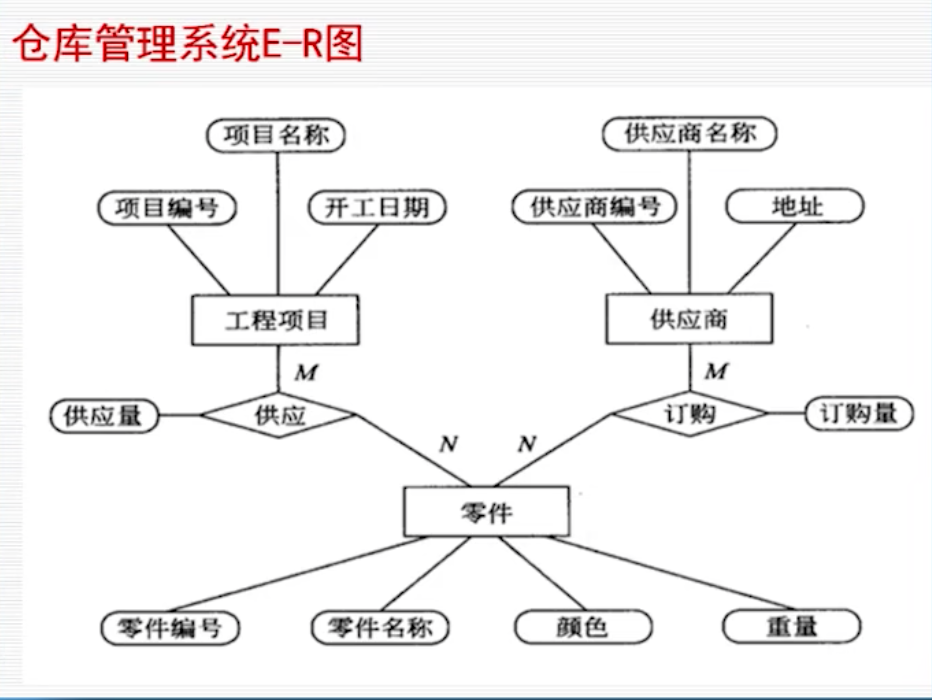 仓库管理系统E-R图
项目名称
供应商名称
项目编号
开工日期
供应商编号
地址
工程项目
供应商
M
M
供应量
供应
订购
订购量
N
N
零件
零件编号
零件名称
颜色
重量